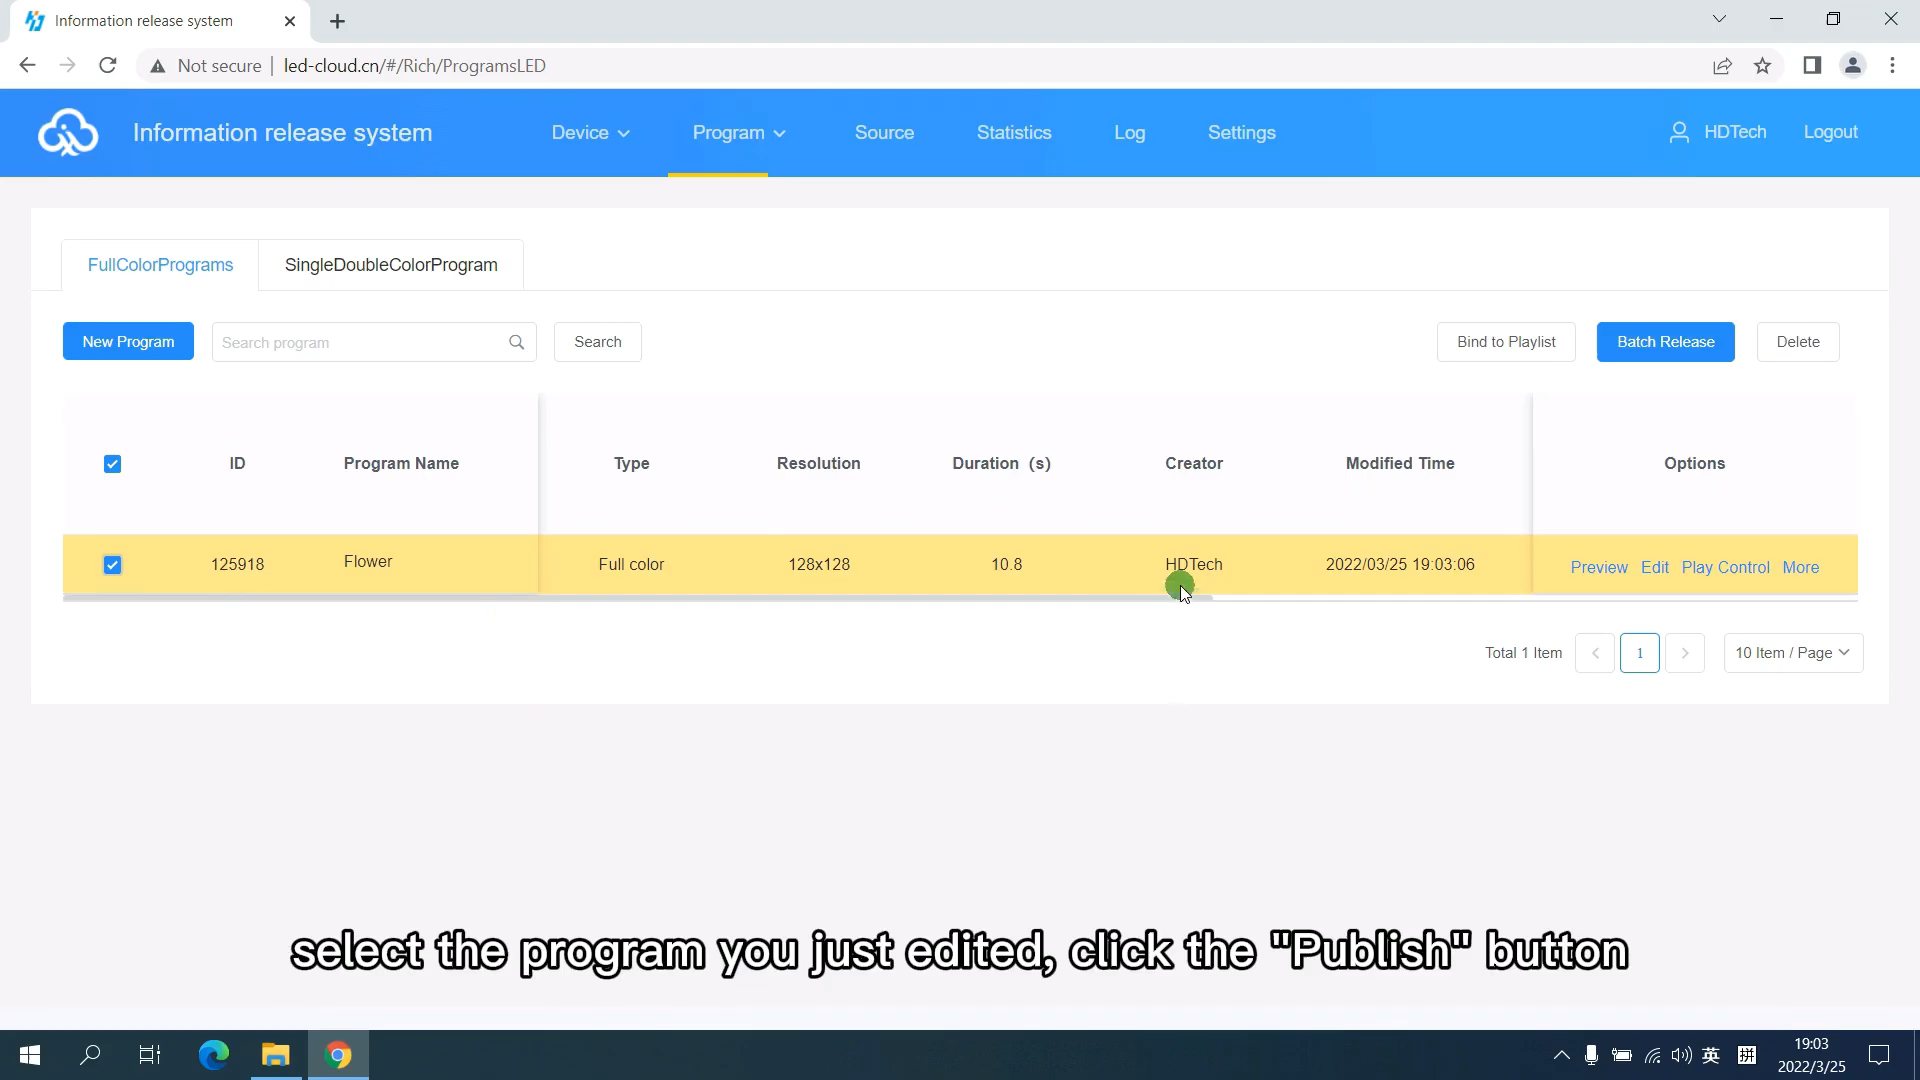 Information release system
Not secure | led-cloud.cn/#/Rich/ProgramsLED
Information release system Device Program Source Statistics Log Settings HDTech Logout
FullColorPrograms SingleDoubleColorProgram
New Program Search program Search Bind to Playlist Batch Release Delete
ID Program Name Type Resolution Duration (s) Creator Modified Time Options
125918 Flower Full color 128x128 10.8 HDTech 2022/03/25 19:03:06 Preview Edit Play Control More
Total 1 Item 1 10 Item / Page
select the program you just edited, click the "Publish" button
英 拼 19:03
2022/3/25